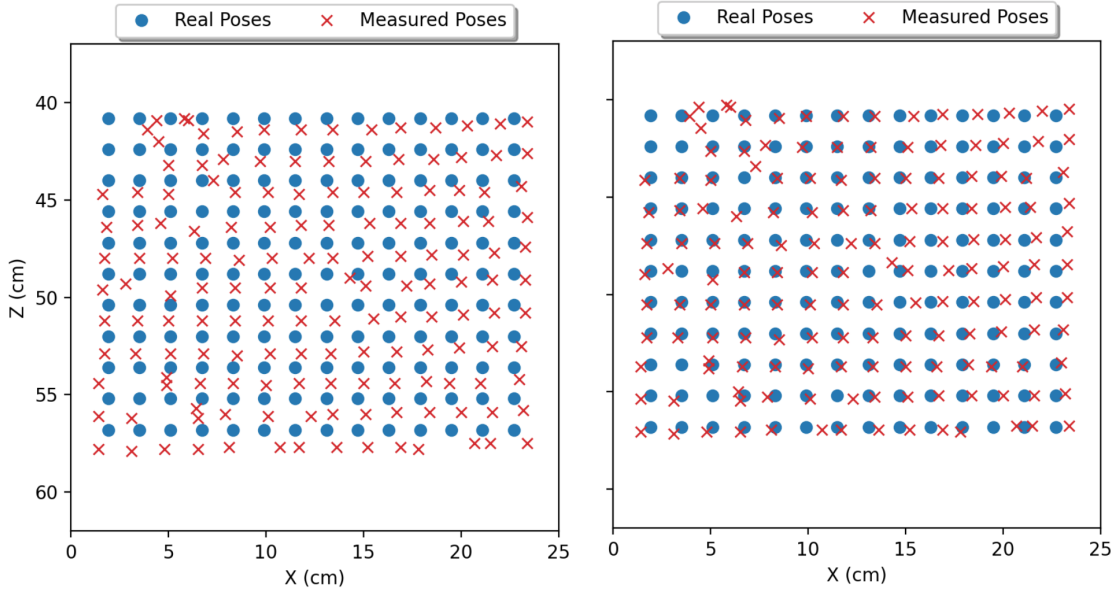 Real Poses Measured Poses
Real Poses Measured Poses
40
45
50
55
60
Z (cm)
0 5 10 15 20 25
X (cm)
0 5 10 15 20 25
X (cm)